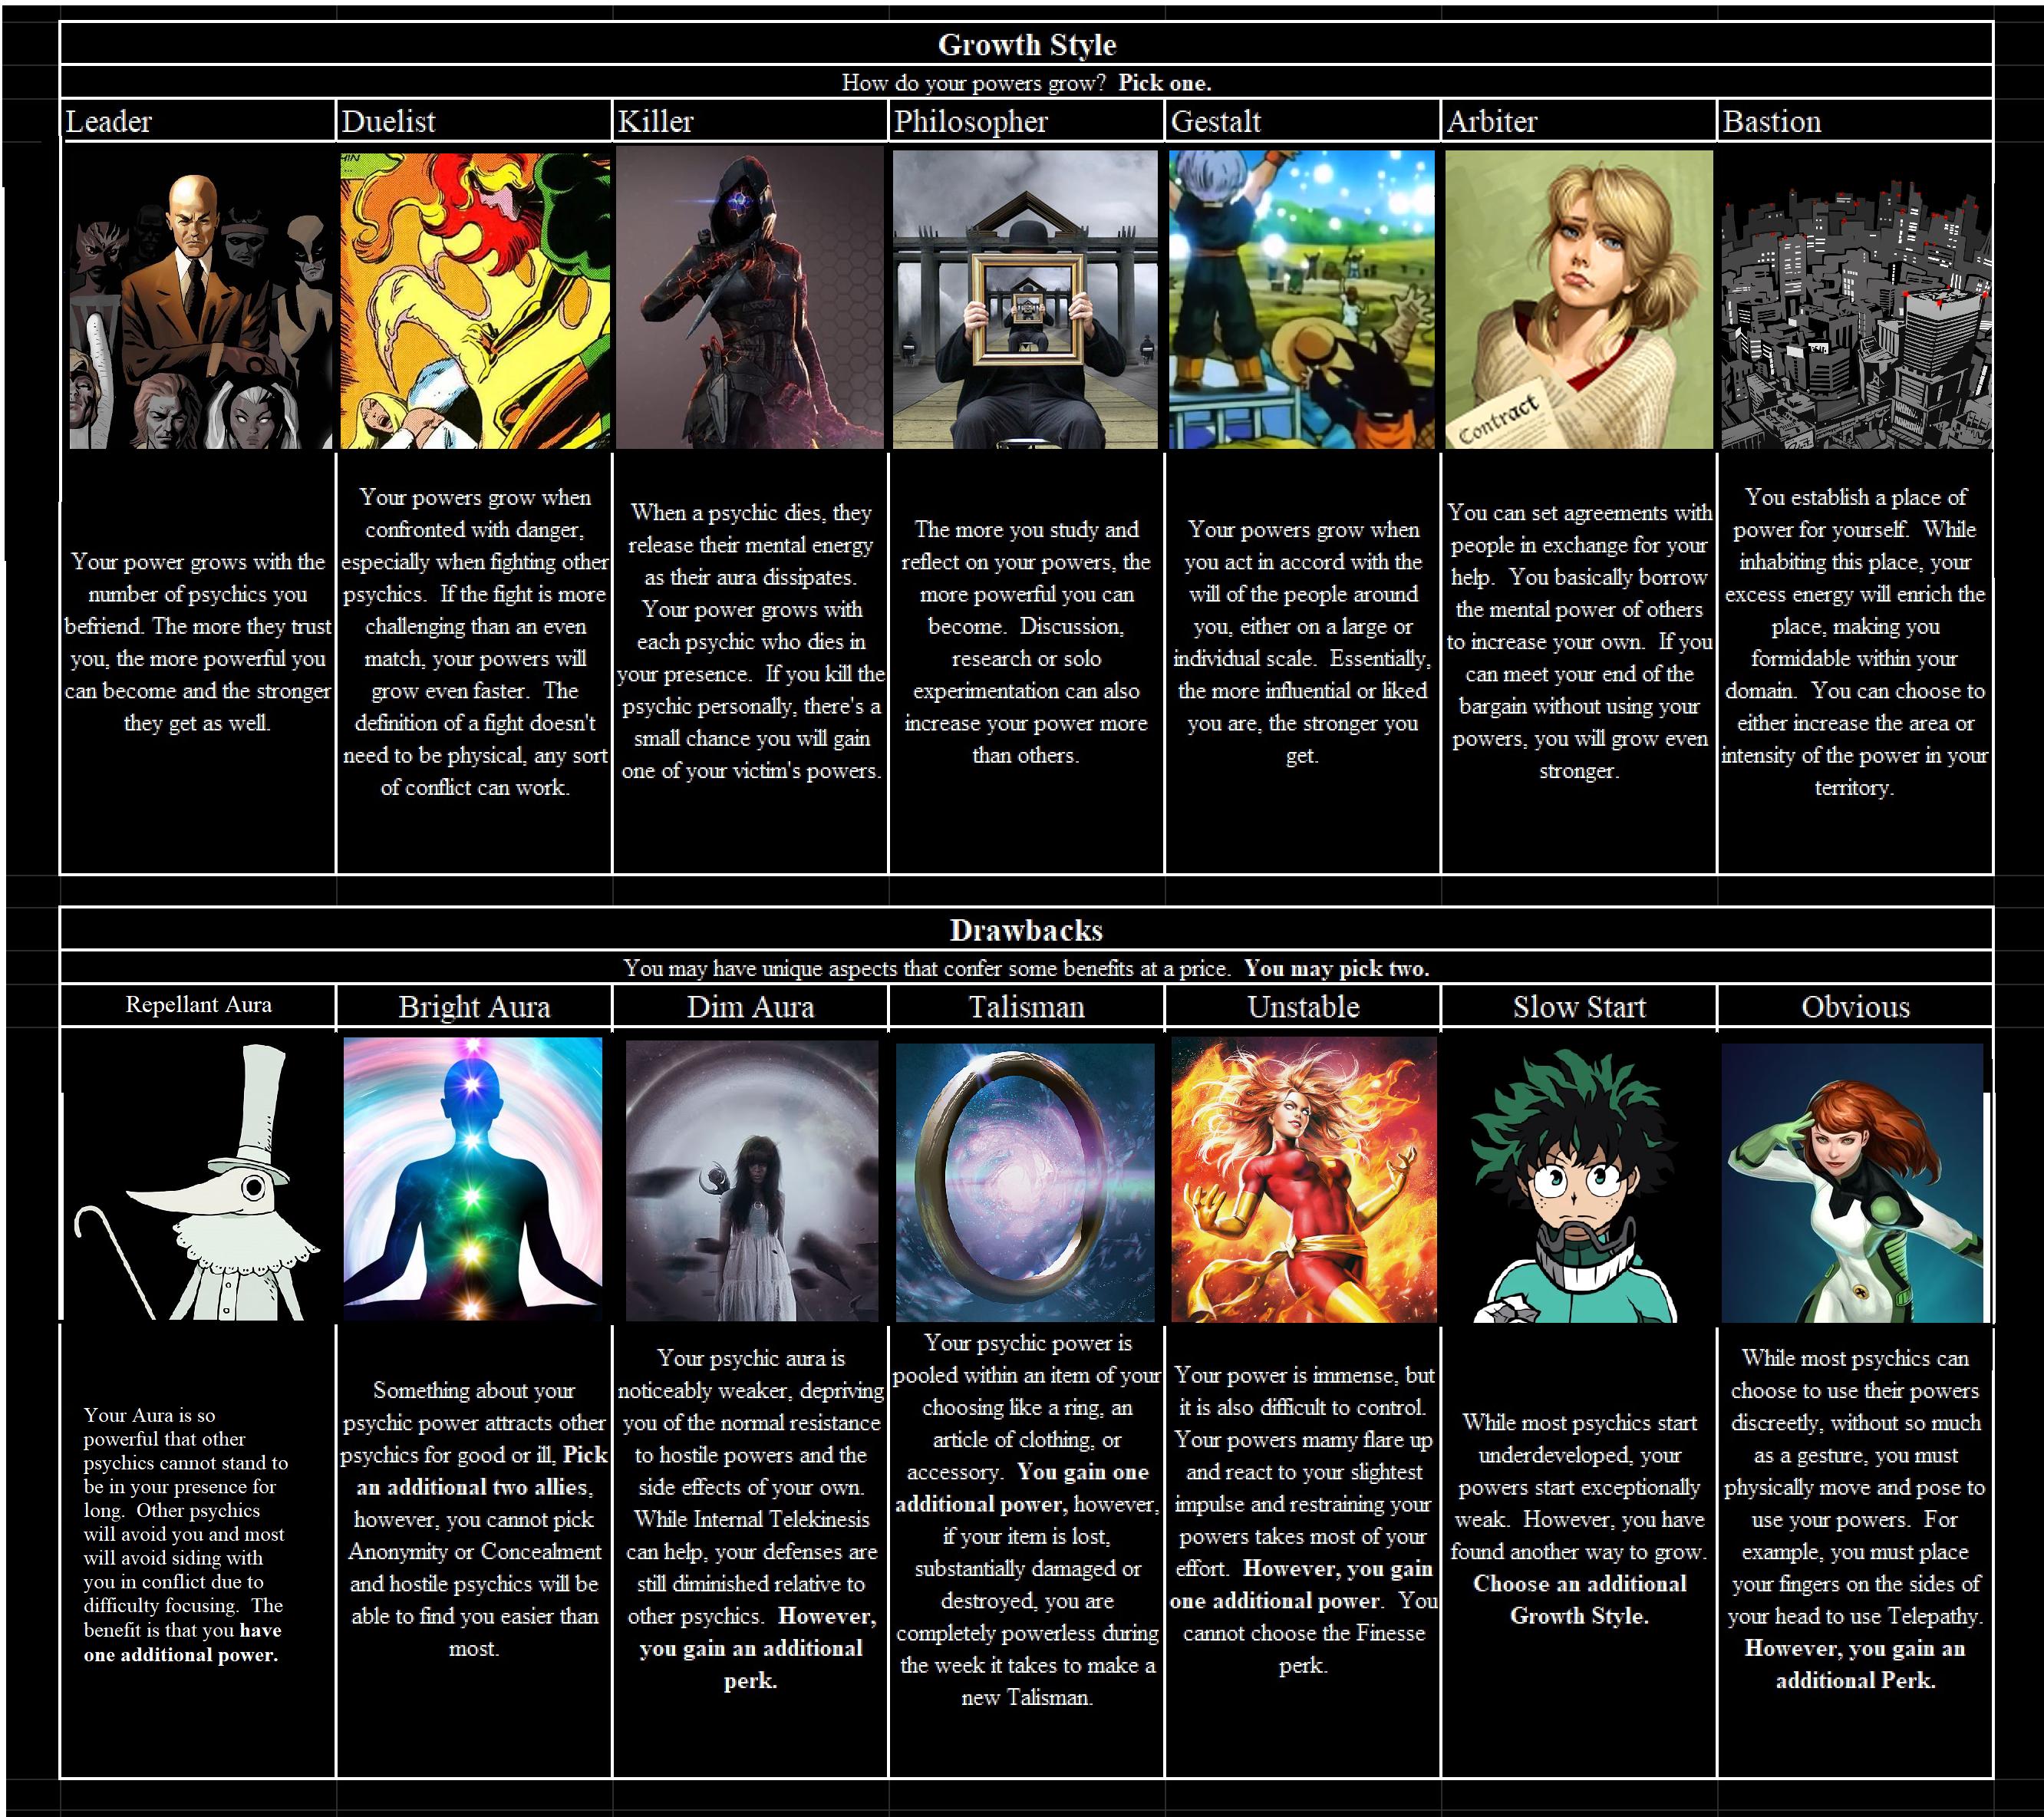 Growth Style
How do your powers grow?  Pick one.
Leader
Duelist
Killer
Philosopher
Gestalt
Arbiter
Bastion
Contract
Your power grows with the
number of psychics you
befriend. The more they trust
you, the more powerful you
can become and the stronger
they get as well.
Your powers grow when
confronted with danger,
especially when fighting other
psychics.  If the fight is more
challenging than an even
match, your powers will
grow even faster.  The
definition of a fight doesn't
need to be physical, any sort
of conflict can work.
When a psychic dies, they
release their mental energy
as their aura dissipates.
Your power grows with
each psychic who dies in
your presence.  If you kill the
psychic personally, there's a
small chance you will gain
one of your victim's powers.
The more you study and
reflect on your powers, the
more powerful you can
become.  Discussion,
research or solo
experimentation can also
increase your power more
than others.
Your powers grow when
you act in accord with the
will of the people around
you, either on a large or
individual scale.  Essentially,
the more influential or liked
you are, the stronger you
get.
You can set agreements with
people in exchange for your
help.  You basically borrow
the mental power of others
to increase your own.  If you
can meet your end of the
bargain without using your
powers, you will grow even
stronger.
You establish a place of
power for yourself.  While
inhabiting this place, your
excess energy will enrich the
place, making you
formidable within your
domain.  You can choose to
either increase the area or
intensity of the power in your
territory.
Drawbacks
You may have unique aspects that confer some benefits at a price.  You may pick two.
Repellant Aura
Bright Aura
Dim Aura
Talisman
Unstable
Slow Start
Obvious
Your Aura is so
powerful that other
psychics cannot stand to
be in your presence for
long.  Other psychics
will avoid you and most
will avoid siding with
you in conflict due to
difficulty focusing.  The
benefit is that you have
one additional power.
Something about your
psychic power attracts other
psychics for good or ill, Pick
an additional two allies,
however, you cannot pick
Anonymity or Concealment
and hostile psychics will be
able to find you easier than
most.
Your psychic aura is
noticeably weaker, depriving
you of the normal resistance
to hostile powers and the
side effects of your own.
While Internal Telekinesis
can help, your defenses are
still diminished relative to
other psychics.  However,
you gain an additional
perk.
Your psychic power is
pooled within an item of your
choosing like a ring, an
article of clothing, or
accessory.  You gain one
additional power, however,
if your item is lost,
substantially damaged or
destroyed, you are
completely powerless during
the week it takes to make a
new Talisman.
Your power is immense, but
it is also difficult to control.
Your powers mamy flare up
and react to your slightest
impulse and restraining your
powers takes most of your
effort.  However, you gain
one additional power.  You
cannot choose the Finesse
perk.
While most psychics start
underdeveloped, your
powers start exceptionally
weak.  However, you have
found another way to grow.
Choose an additional
Growth Style.
While most psychics can
choose to use their powers
discreetly, without so much
as a gesture, you must
physically move and pose to
use your powers.  For
example, you must place
your fingers on the sides of
your head to use Telepathy.
However, you gain an
additional Perk.